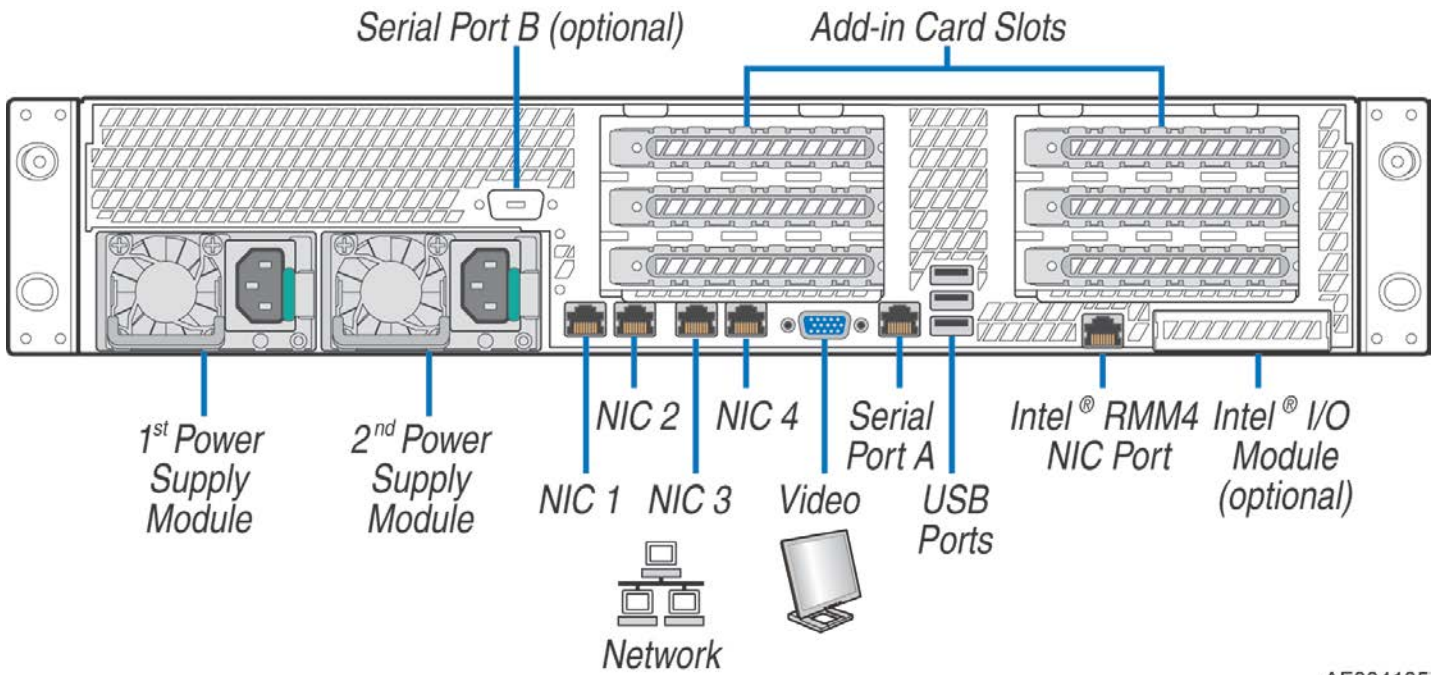 Serial Port B (optional)
Add-in Card Slots
1st Power
Supply
Module
2nd Power
Supply
Module
NIC 1
NIC 2
NIC 3
NIC 4
Video
Serial
Port A
USB
Ports
Intel® RMM4
NIC Port
Intel® I/O
Module
(optional)
Network